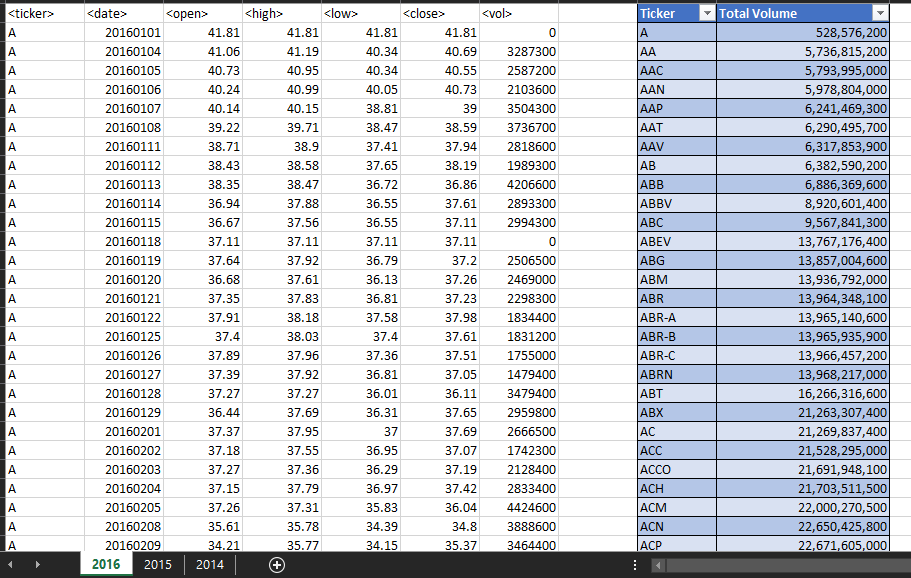 <ticker> <date> <open> <high> <low> <close> <vol> Ticker Total Volume
A 20160101 41.81 41.81 41.81 41.81 0 A 528,576,200
A 20160104 41.06 41.19 40.34 40.69 3287300 AA 5,736,815,200
A 20160105 40.73 40.95 40.34 40.55 2587200 AAC 5,793,995,000
A 20160106 40.24 40.99 40.05 40.73 2103600 AAN 5,978,804,000
A 20160107 40.14 40.15 38.81 39 3504300 AAP 6,241,469,300
A 20160108 39.22 39.71 38.47 38.59 3736700 AAT 6,290,495,700
A 20160111 38.71 38.9 37.41 37.94 2818600 AAV 6,317,853,900
A 20160112 38.43 38.58 37.65 38.19 1989300 AB 6,382,590,200
A 20160113 38.35 38.47 36.72 36.86 4206600 ABB 6,886,369,600
A 20160114 36.94 37.88 36.55 37.61 2893300 ABBV 8,920,601,400
A 20160115 36.67 37.56 36.55 37.11 2994300 ABC 9,567,841,300
A 20160118 37.11 37.11 37.11 37.11 0 ABEV 13,767,176,400
A 20160119 37.64 37.92 36.79 37.2 2506500 ABG 13,857,004,600
A 20160120 36.68 37.61 36.13 37.26 2469000 ABM 13,936,792,000
A 20160121 37.35 37.83 36.81 37.23 2298300 ABR 13,964,348,100
A 20160122 37.91 38.18 37.58 37.98 1834400 ABR-A 13,965,140,600
A 20160125 37.4 38.03 37.4 37.61 1831200 ABR-B 13,965,935,900
A 20160126 37.89 37.96 37.36 37.51 1755000 ABR-C 13,966,457,200
A 20160127 37.39 37.92 36.81 37.05 1479400 ABRN 13,968,217,000
A 20160128 37.27 37.27 36.01 36.11 3479400 ABT 16,266,316,600
A 20160129 36.44 37.69 36.31 37.65 2959800 ABX 21,263,307,400
A 20160201 37.37 37.95 37 37.69 2666500 AC 21,269,837,400
A 20160202 37.18 37.55 36.95 37.07 1742300 ACC 21,528,295,000
A 20160203 37.27 37.36 36.29 37.19 2128400 ACCO 21,691,948,100
A 20160204 37.15 37.79 36.97 37.42 2833400 ACH 21,703,511,500
A 20160205 37.26 37.31 35.83 36.04 4424600 ACM 22,000,270,500
A 20160208 35.61 35.78 34.39 34.8 3888600 ACN 22,650,425,800
A 20160209 34.21 35.77 34.15 35.37 3464400 ACP 22,671,605,000
2016 2015 2014